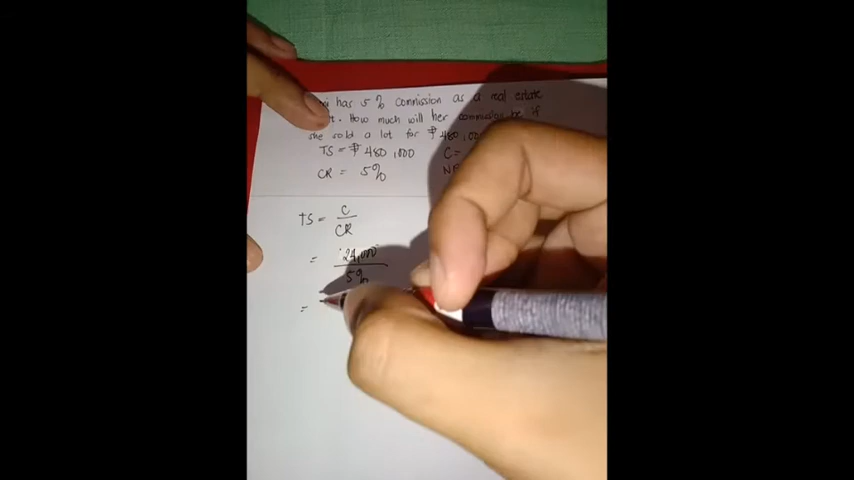 has 5% Commission as a real estate
How much will her commission be if
she sold a lot for ₱480,000
TS = ₱ 480,000 C =
CR = 5%
TS = C / CR
= 24,000 / 5%
=